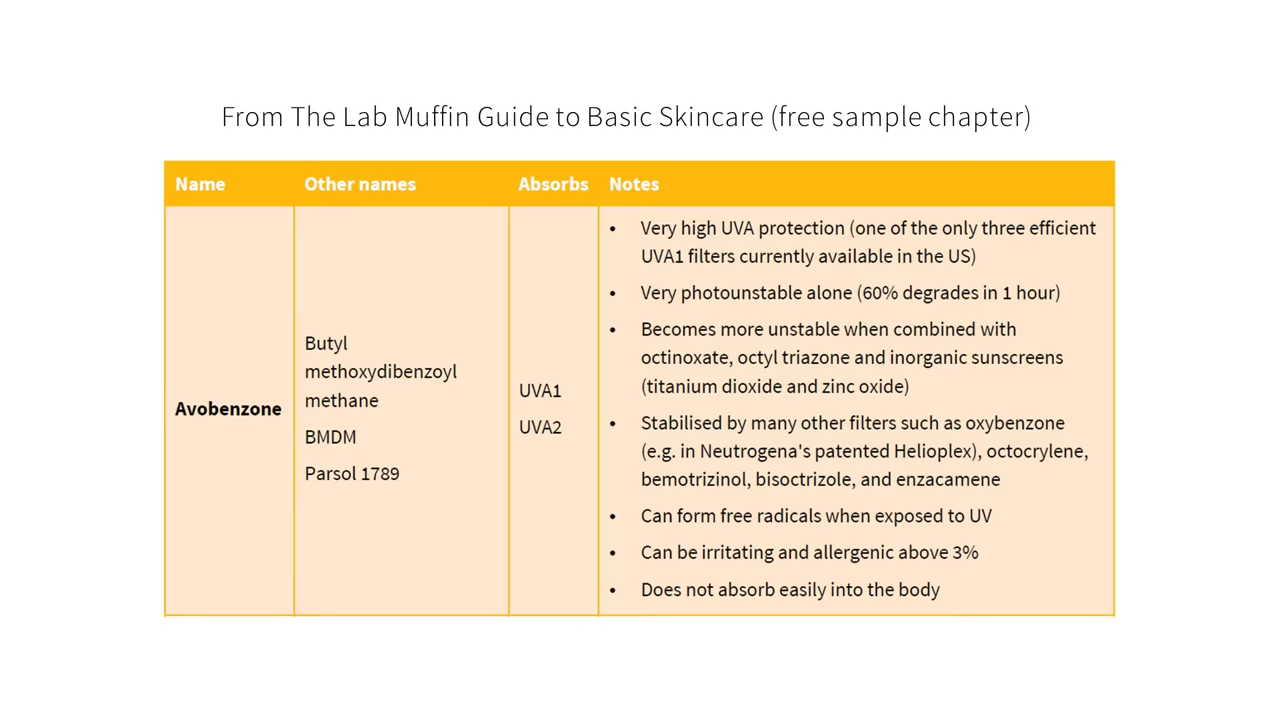 From The Lab Muffin Guide to Basic Skincare (free sample chapter)
Name Other names Absorbs Notes
Avobenzone
Butyl
methoxydibenzoyl
methane
BMDM
Parsol 1789
UVA1
UVA2
• Very high UVA protection (one of the only three efficient
UVA1 filters currently available in the US)
• Very photounstable alone (60% degrades in 1 hour)
• Becomes more unstable when combined with
octinoxate, octyl triazone and inorganic sunscreens
(titanium dioxide and zinc oxide)
• Stabilised by many other filters such as oxybenzone
(e.g. in Neutrogena's patented Helioplex), octocrylene,
bemotrizinol, bisoctrizole, and enzacamene
• Can form free radicals when exposed to UV
• Can be irritating and allergenic above 3%
• Does not absorb easily into the body